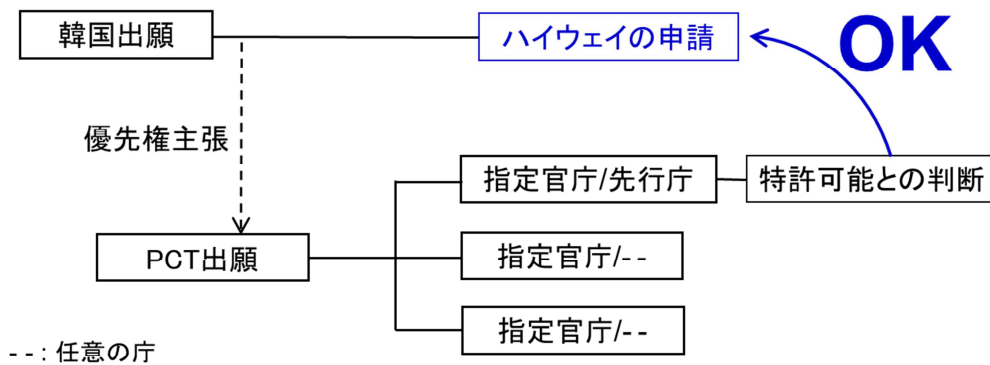 韓国出願
ハイウェイの申請
OK
優先権主張
指定官庁/先行庁
特許可能との判断
PCT出願
指定官庁/--
指定官庁/--
--: 任意の庁